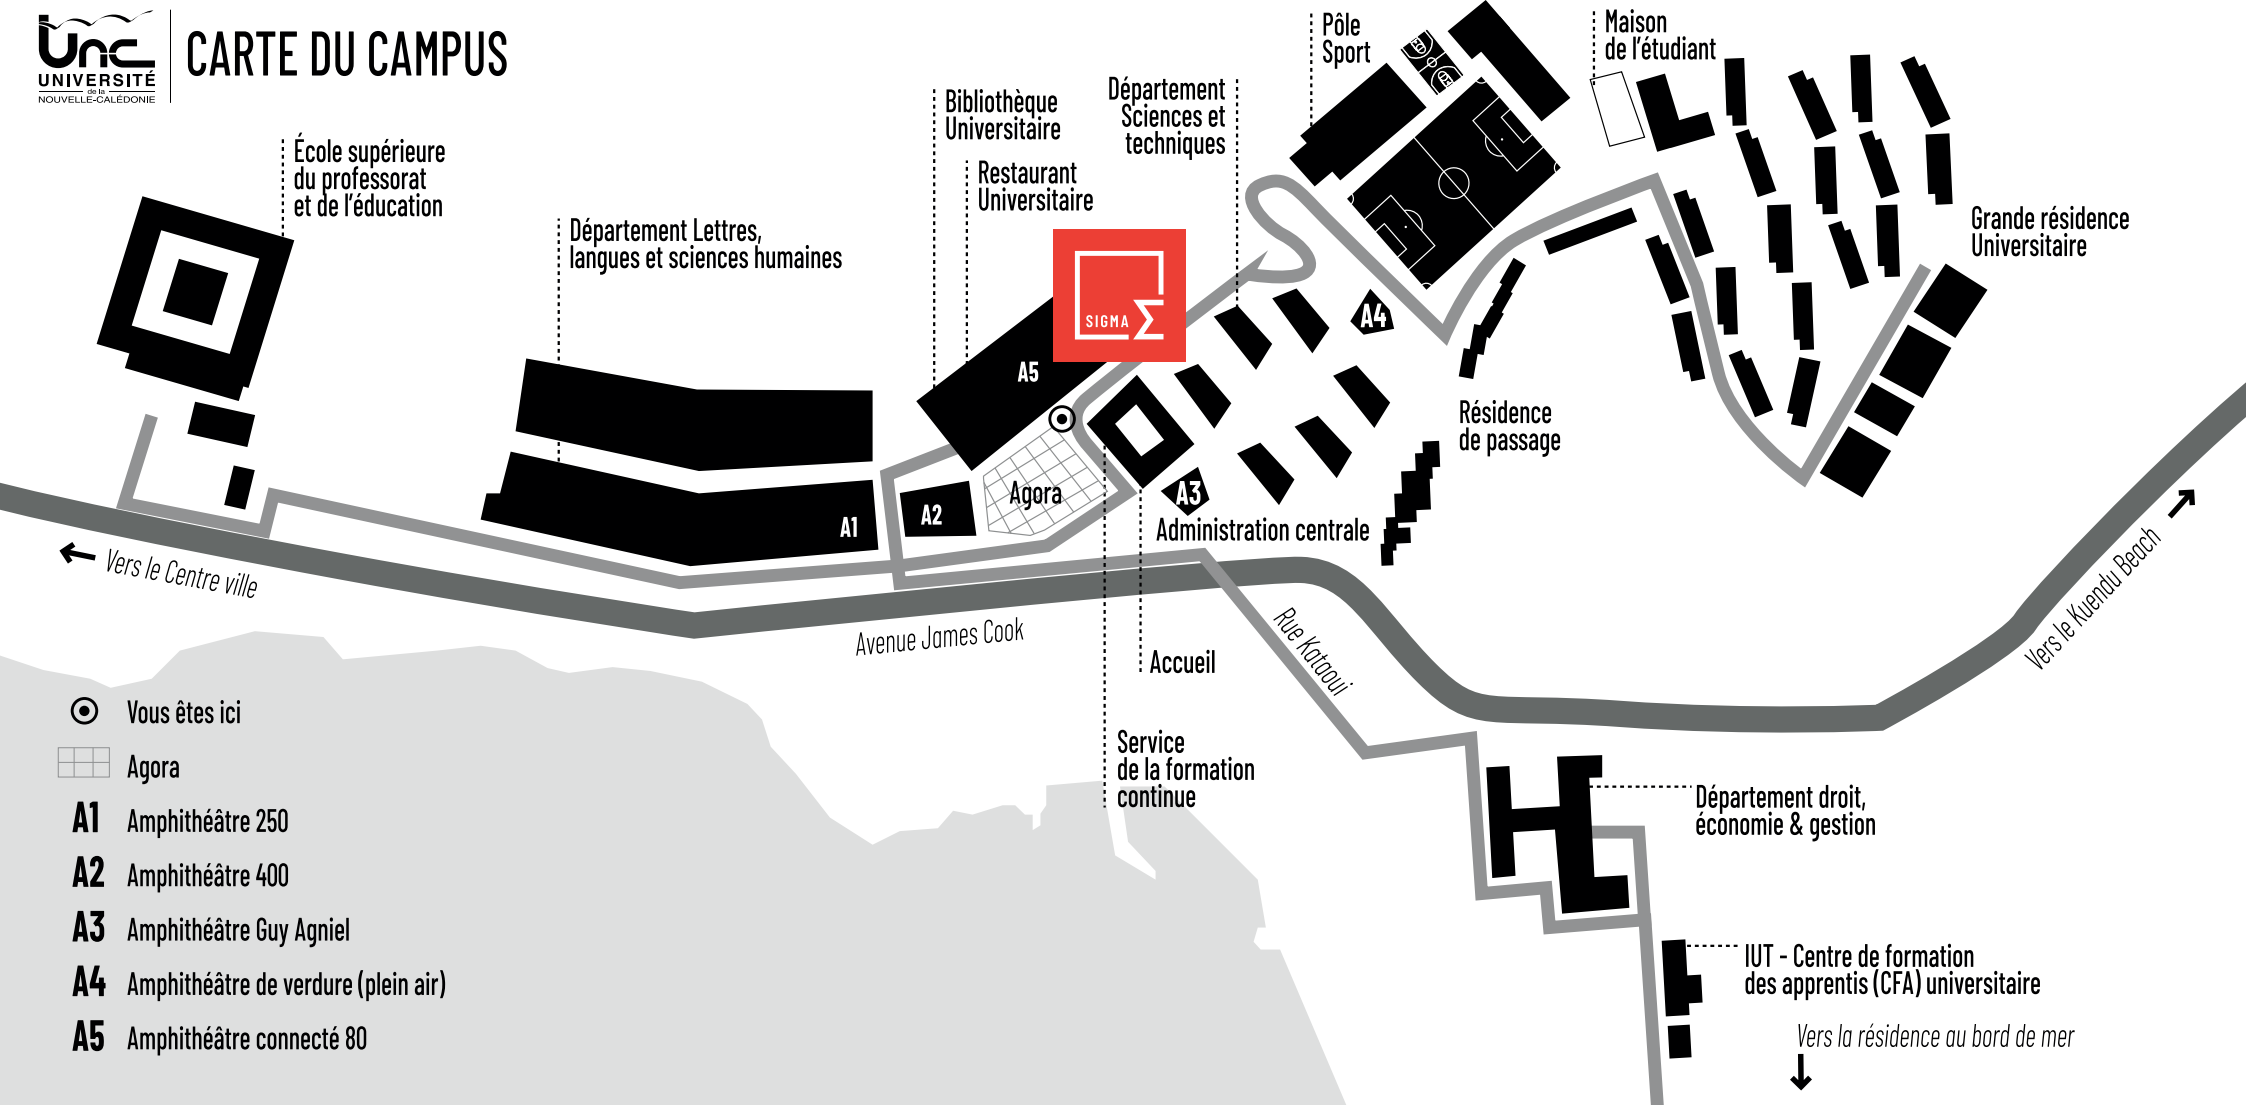 Unc
UNIVERSITÉ
de la
NOUVELLE-CALÉDONIE
CARTE DU CAMPUS
École supérieure
du professorat
et de l'éducation
Département Lettres,
langues et sciences humaines
Bibliothèque
Universitaire
Restaurant
Universitaire
Département
Sciences et
techniques
Pôle
Sport
Maison
de l'étudiant
Grande résidence
Universitaire
SIGMA
Σ
A5
A4
A3
A2
A1
Agora
Administration centrale
Résidence
de passage
Vers le Centre ville
Avenue James Cook
Rue Kataoui
Vers le Kuendu Beach
Accueil
Service
de la formation
continue
Département droit,
économie & gestion
IUT - Centre de formation
des apprentis (CFA) universitaire
Vers la résidence au bord de mer
Vous êtes ici
Agora
A1 Amphithéâtre 250
A2 Amphithéâtre 400
A3 Amphithéâtre Guy Agniel
A4 Amphithéâtre de verdure (plein air)
A5 Amphithéâtre connecté 80